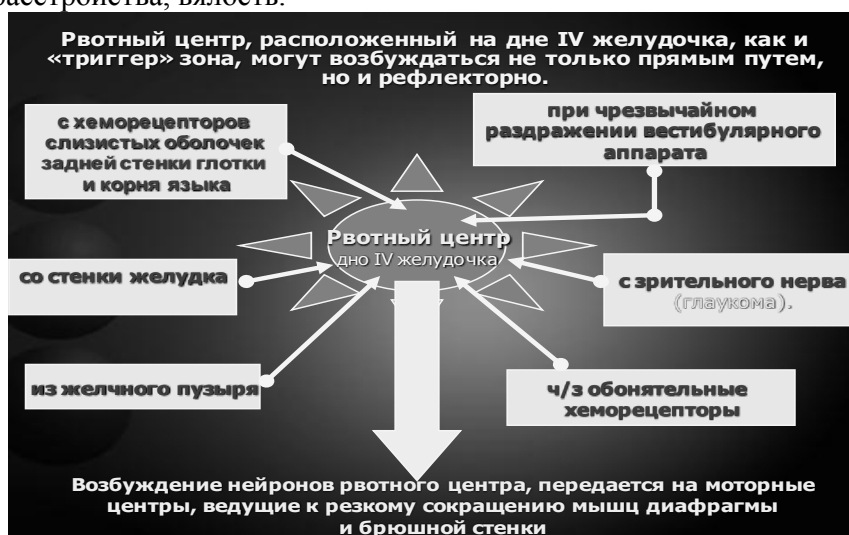 расстройства, вялость.
Рвотный центр, расположенный на дне IV желудочка, как и
«триггер» зона, могут возбуждаться не только прямым путем,
но и рефлекторно.
с хеморецепторов
слизистых оболочек
задней стенки глотки
и корня языка
при чрезвычайном
раздражении вестибулярного
аппарата
Рвотный центр
дно IV желудочка
со стенки желудка
с зрительного нерва
(глаукома).
из желчного пузыря
ч/з обонятельные
хеморецепторы
Возбуждение нейронов рвотного центра, передается на моторные
центры, ведущие к резкому сокращению мышц диафрагмы
и брюшной стенки